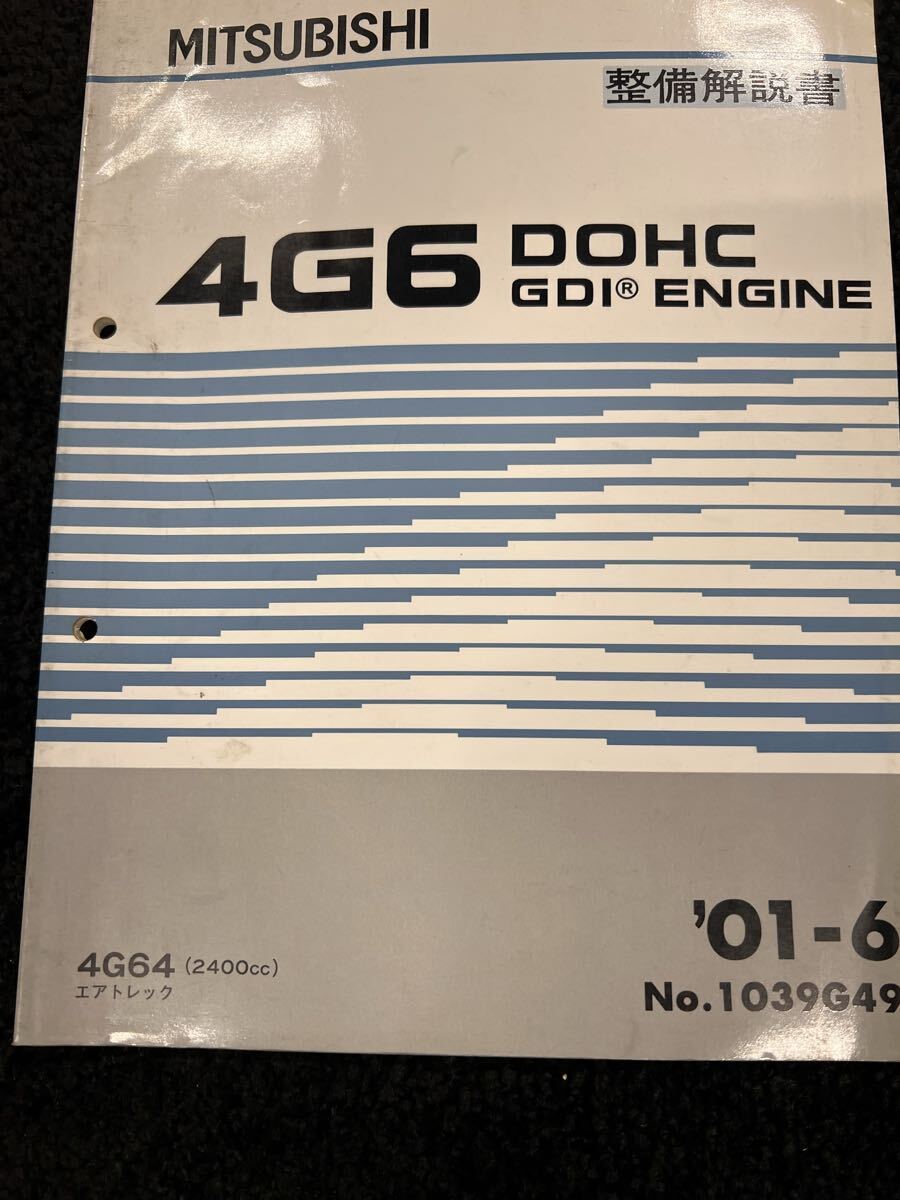 MITSUBISHI
整備解説書
4G6 DOHC
GDI® ENGINE
'01-6
4G64 (2400cc)
エアトレック
No.1039G49